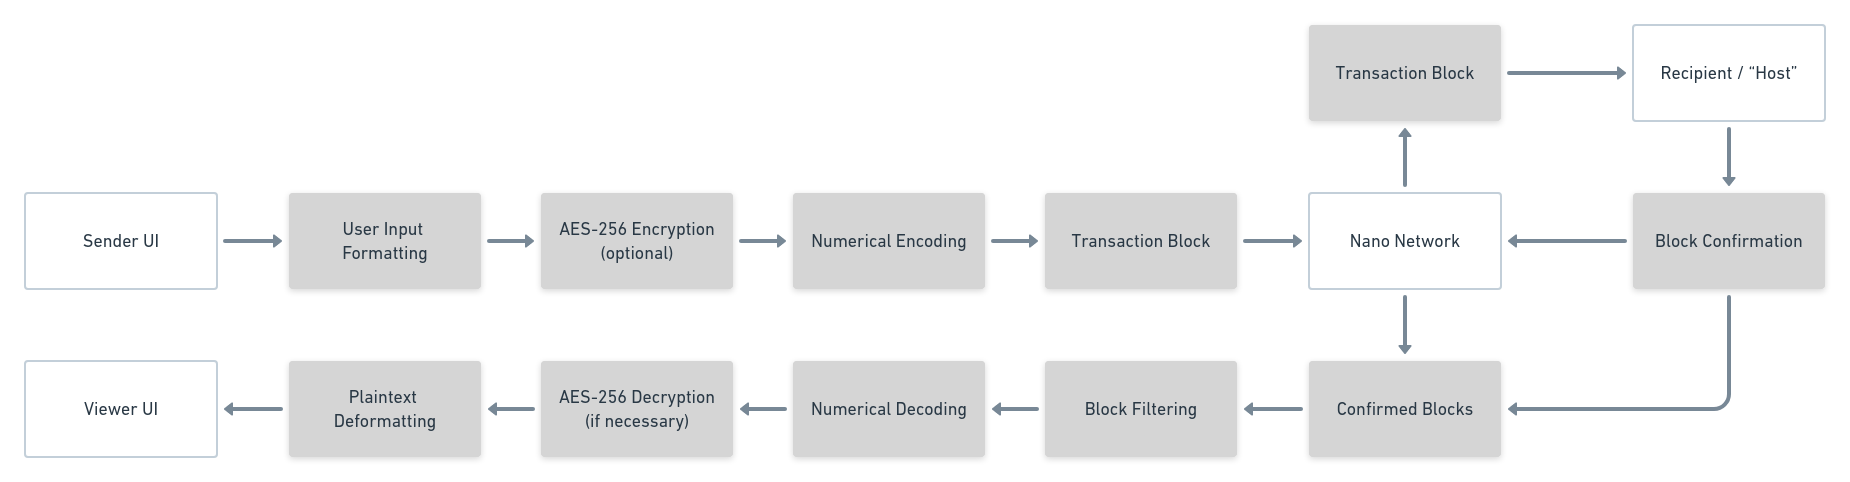 Transaction Block
Recipient / “Host”
Sender UI
User Input
Formatting
AES-256 Encryption
(optional)
Numerical Encoding
Transaction Block
Nano Network
Block Confirmation
Viewer UI
Plaintext
Deformatting
AES-256 Decryption
(if necessary)
Numerical Decoding
Block Filtering
Confirmed Blocks